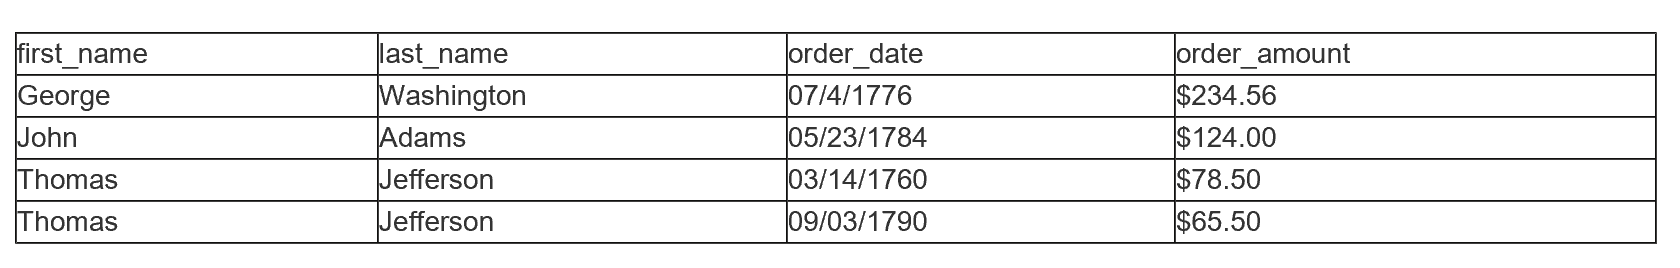 first_name last_name order_date order_amount
George Washington 07/4/1776 $234.56
John Adams 05/23/1784 $124.00
Thomas Jefferson 03/14/1760 $78.50
Thomas Jefferson 09/03/1790 $65.50